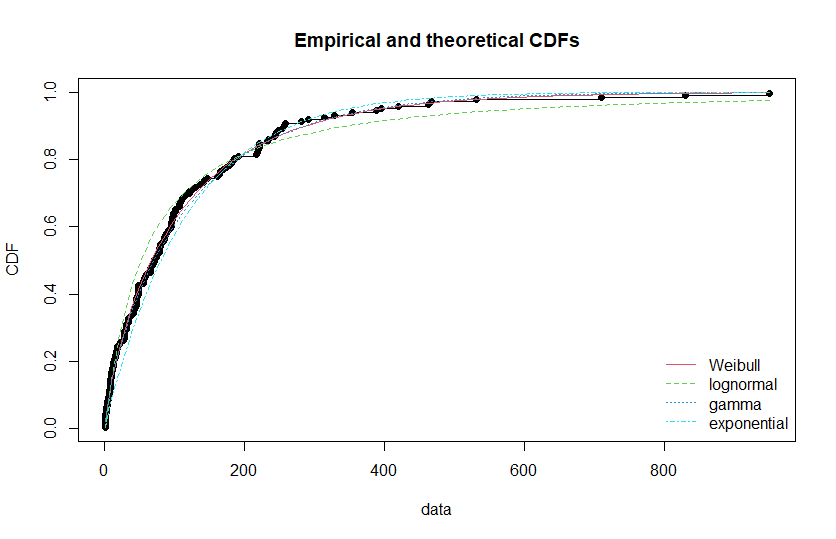 Empirical and theoretical CDFs
CDF
1.0
0.8
0.6
0.4
0.2
0.0
Weibull
lognormal
gamma
exponential
0
200
400
600
800
data